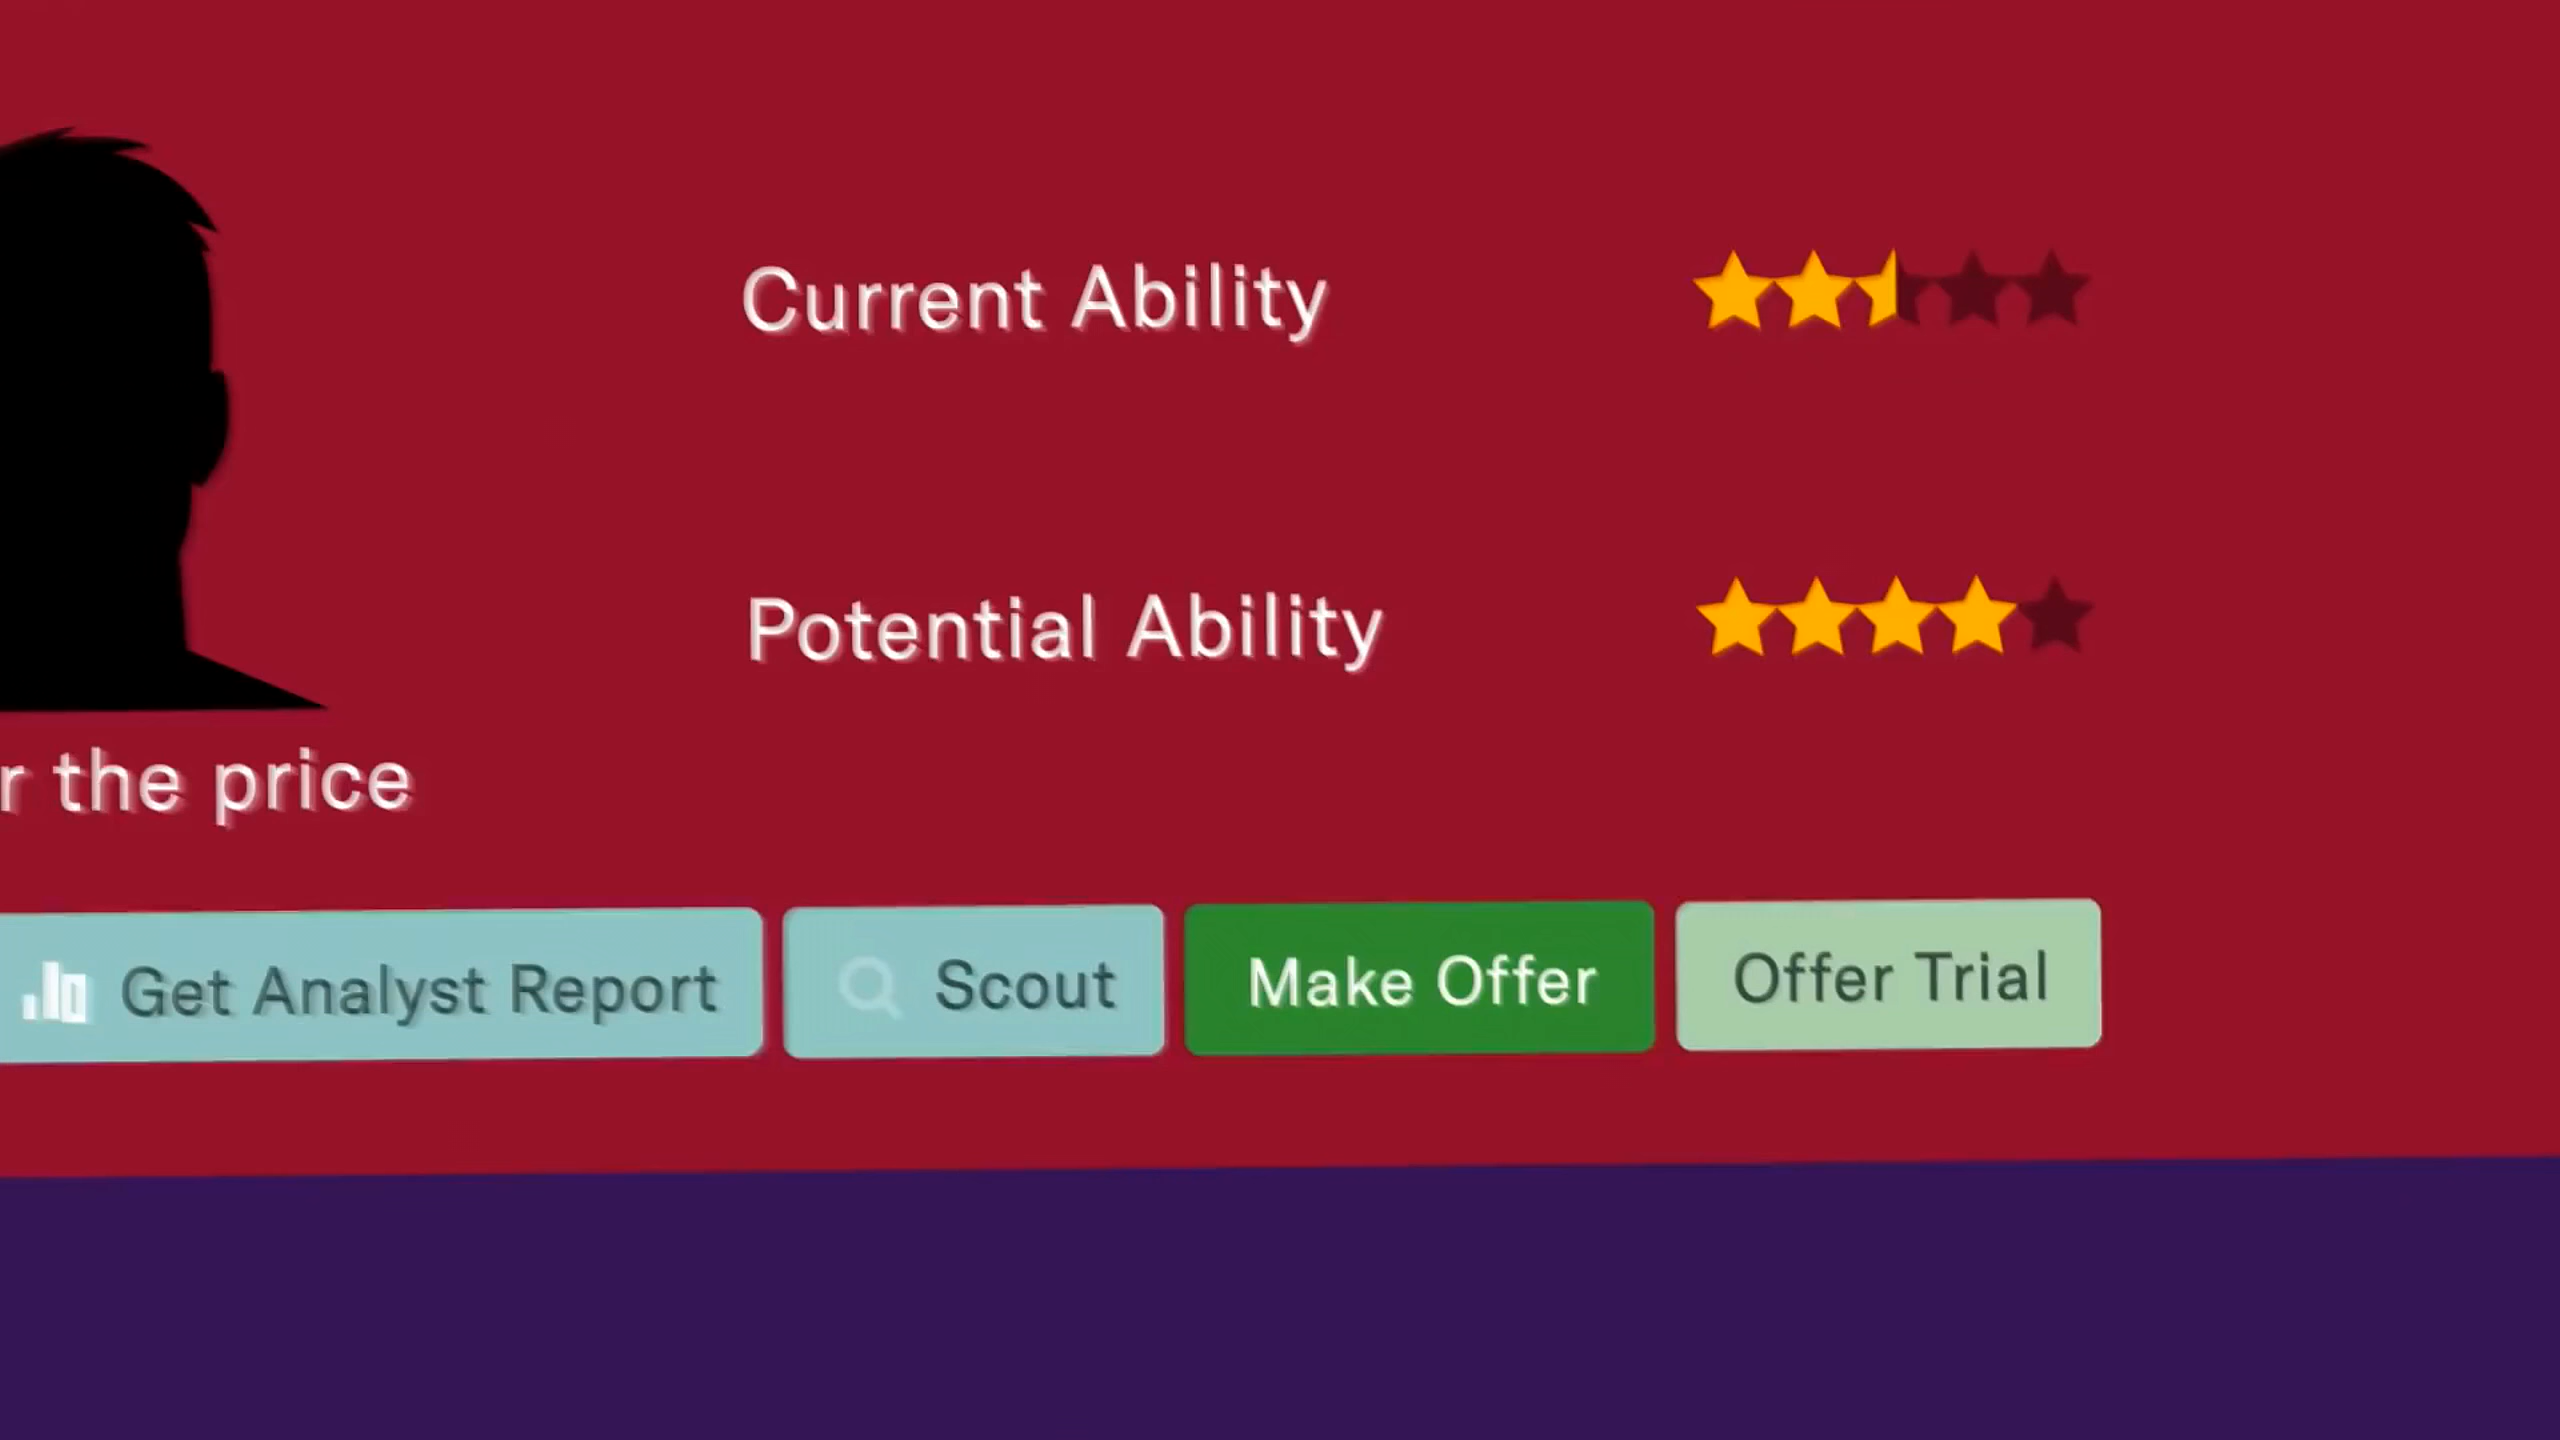 Current Ability
Potential Ability
r the price
Get Analyst Report
Scout
Make Offer
Offer Trial